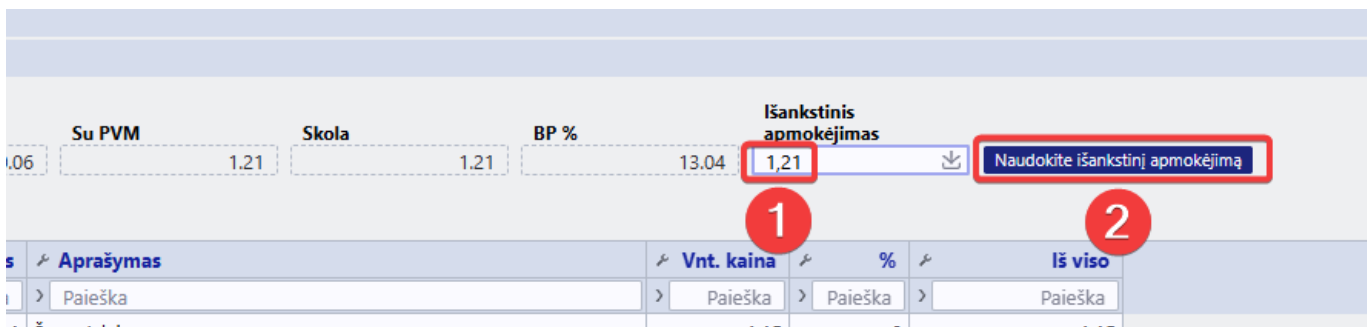 Išankstinis
Su PVM Skola BP % apmokėjimas
.06 1.21 1.21 13.04 1,21 Naudokite išankstinį apmokėjimą
1 2
s Aprašymas Vnt. kaina % Iš viso
Paieška Paieška Paieška Paieška